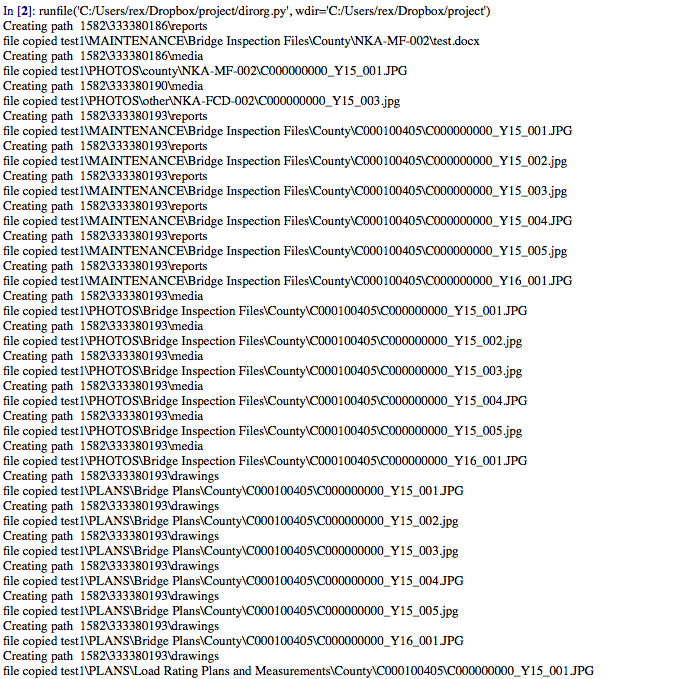 In [2]: runfile('C:/Users/rex/Dropbox/project/dirorg.py', wdir='C:/Users/rex/Dropbox/project')
Creating path  1582\333380186\reports
file copied test1\MAINTENANCE\Bridge Inspection Files\County\NKA-MF-002\test.docx
Creating path  1582\333380186\media
file copied test1\PHOTOS\county\NKA-MF-002\C000000000_Y15_001.JPG
Creating path  1582\333380190\media
file copied test1\PHOTOS\other\NKA-FCD-002\C000000000_Y15_003.jpg
Creating path  1582\333380193\reports
file copied test1\MAINTENANCE\Bridge Inspection Files\County\C000100405\C000000000_Y15_001.JPG
Creating path  1582\333380193\reports
file copied test1\MAINTENANCE\Bridge Inspection Files\County\C000100405\C000000000_Y15_002.jpg
Creating path  1582\333380193\reports
file copied test1\MAINTENANCE\Bridge Inspection Files\County\C000100405\C000000000_Y15_003.jpg
Creating path  1582\333380193\reports
file copied test1\MAINTENANCE\Bridge Inspection Files\County\C000100405\C000000000_Y15_004.JPG
Creating path  1582\333380193\reports
file copied test1\MAINTENANCE\Bridge Inspection Files\County\C000100405\C000000000_Y15_005.jpg
Creating path  1582\333380193\reports
file copied test1\MAINTENANCE\Bridge Inspection Files\County\C000100405\C000000000_Y16_001.JPG
Creating path  1582\333380193\media
file copied test1\PHOTOS\Bridge Inspection Files\County\C000100405\C000000000_Y15_001.JPG
Creating path  1582\333380193\media
file copied test1\PHOTOS\Bridge Inspection Files\County\C000100405\C000000000_Y15_002.jpg
Creating path  1582\333380193\media
file copied test1\PHOTOS\Bridge Inspection Files\County\C000100405\C000000000_Y15_003.jpg
Creating path  1582\333380193\media
file copied test1\PHOTOS\Bridge Inspection Files\County\C000100405\C000000000_Y15_004.JPG
Creating path  1582\333380193\media
file copied test1\PHOTOS\Bridge Inspection Files\County\C000100405\C000000000_Y15_005.jpg
Creating path  1582\333380193\media
file copied test1\PHOTOS\Bridge Inspection Files\County\C000100405\C000000000_Y16_001.JPG
Creating path  1582\333380193\drawings
file copied test1\PLANS\Bridge Plans\County\C000100405\C000000000_Y15_001.JPG
Creating path  1582\333380193\drawings
file copied test1\PLANS\Bridge Plans\County\C000100405\C000000000_Y15_002.jpg
Creating path  1582\333380193\drawings
file copied test1\PLANS\Bridge Plans\County\C000100405\C000000000_Y15_003.jpg
Creating path  1582\333380193\drawings
file copied test1\PLANS\Bridge Plans\County\C000100405\C000000000_Y15_004.JPG
Creating path  1582\333380193\drawings
file copied test1\PLANS\Bridge Plans\County\C000100405\C000000000_Y15_005.jpg
Creating path  1582\333380193\drawings
file copied test1\PLANS\Bridge Plans\County\C000100405\C000000000_Y16_001.JPG
Creating path  1582\333380193\drawings
file copied test1\PLANS\Load Rating Plans and Measurements\County\C000100405\C000000000_Y15_001.JPG